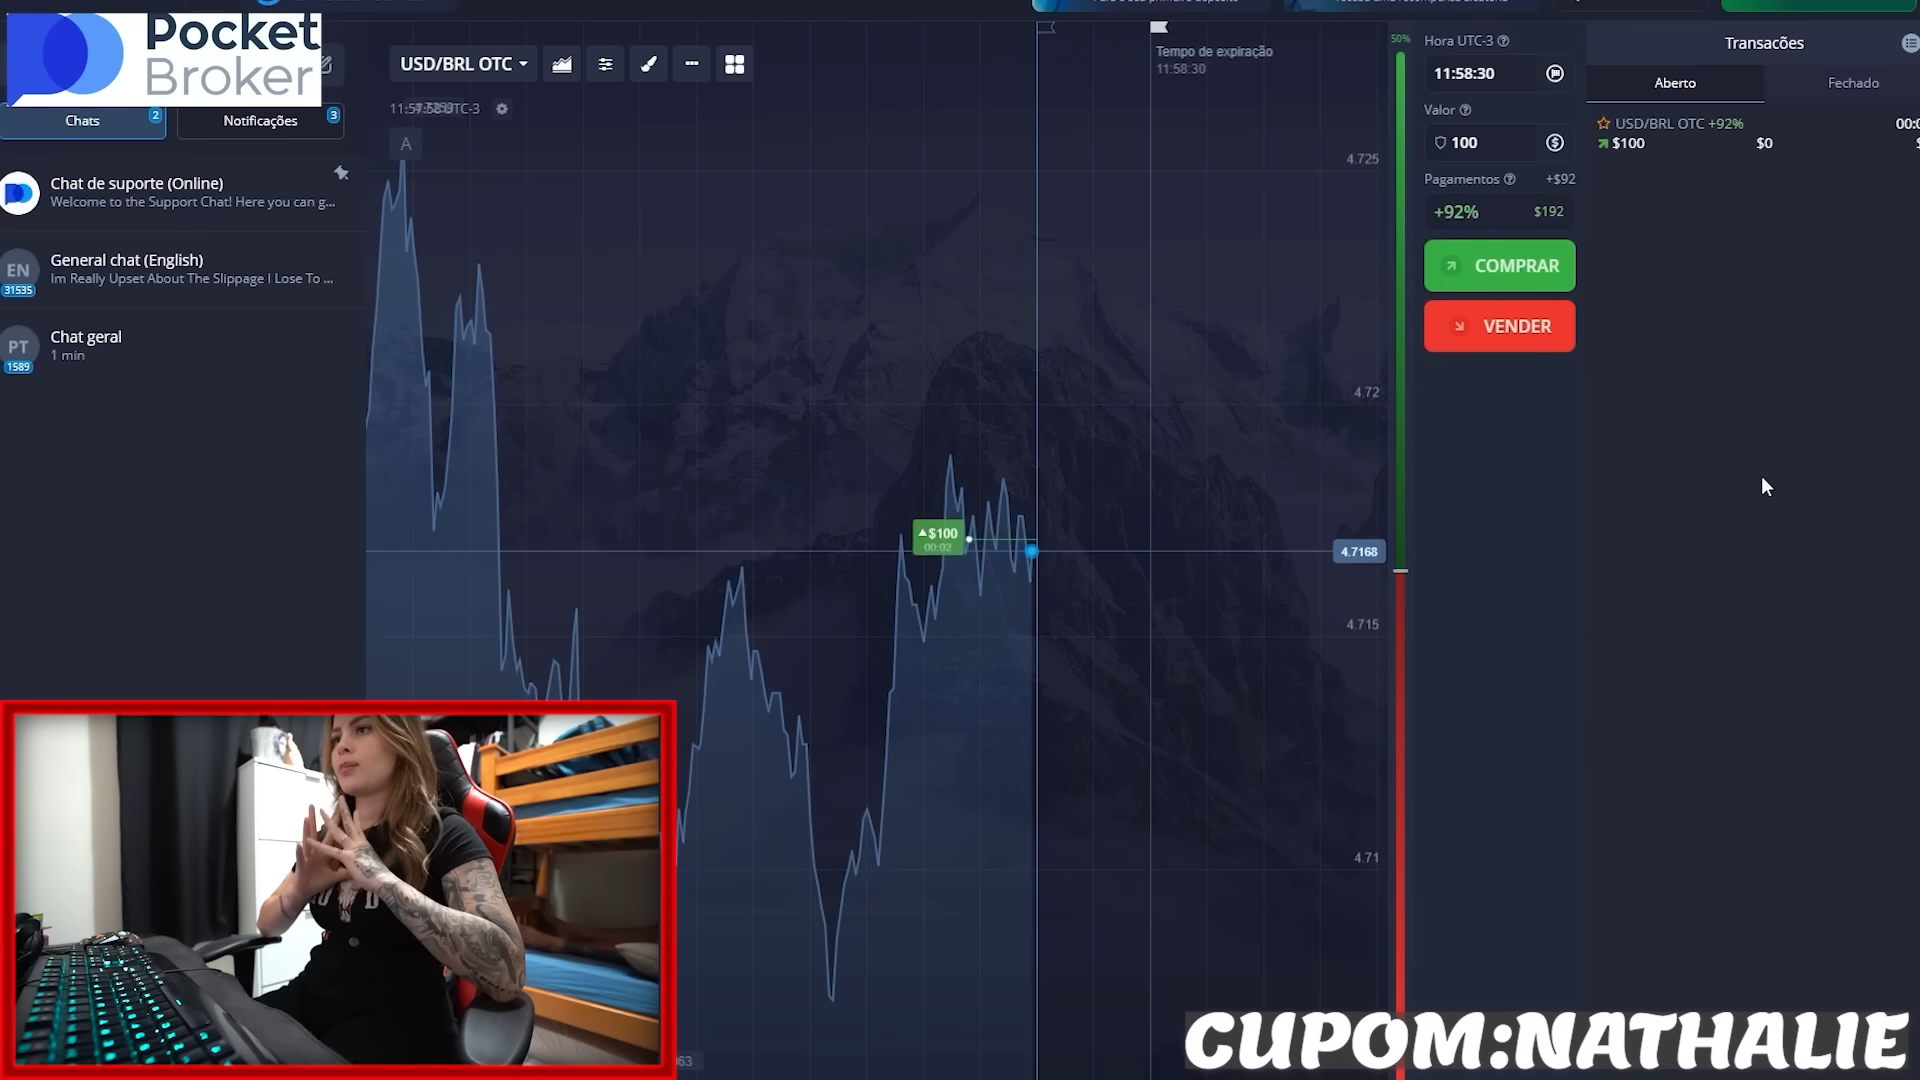 Pocket
Broker
Chats
2
Notificações
3
Chat de suporte (Online)
Welcome to the Support Chat! Here you can g...
EN
31535
General chat (English)
Im Really Upset About The Slippage I Lose To ...
PT
1589
Chat geral
1 min
USD/BRL OTC
UTC-3
A
$100
00:02
Tempo de expiração
11:58:30
4.725
4.72
4.7168
4.715
4.71
50%
Hora UTC-3
11:58:30
Valor
100
Pagamentos
+$92
+92%
$192
COMPRAR
VENDER
Transacões
Aberto
Fechado
USD/BRL OTC +92%
$100
$0
CUPOM:NATHALIE